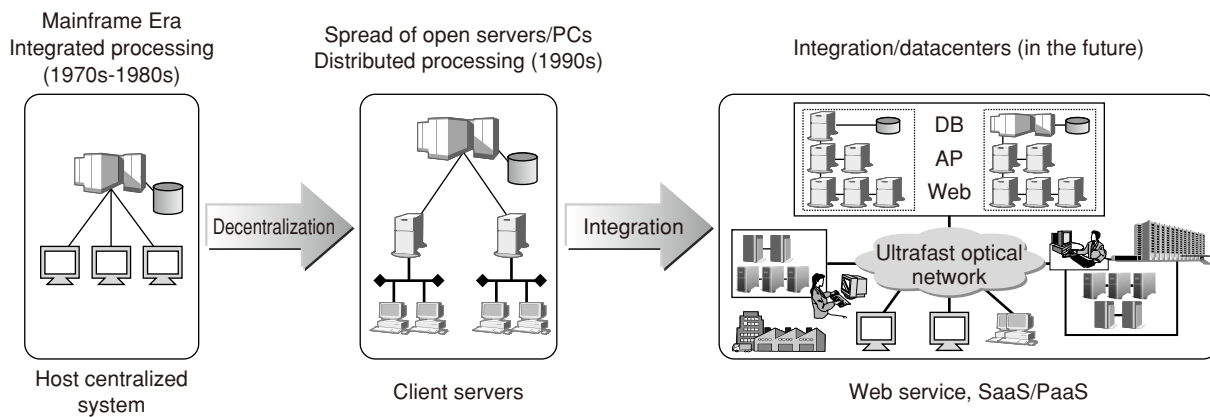 Mainframe Era
Integrated processing
(1970s-1980s)
Host centralized
system
Decentralization
Spread of open servers/PCs
Distributed processing (1990s)
Client servers
Integration
Integration/datacenters (in the future)
DB
AP
Web
Ultrafast optical
network
Web service, SaaS/PaaS